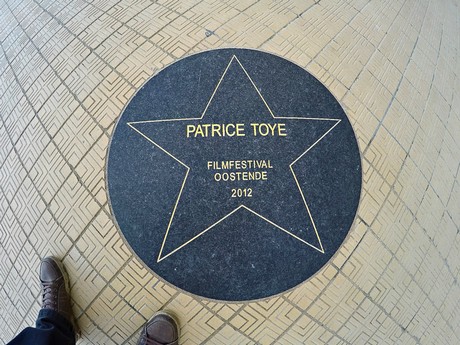 PATRICE TOYE
FILMFESTIVAL
OOSTENDE
2012